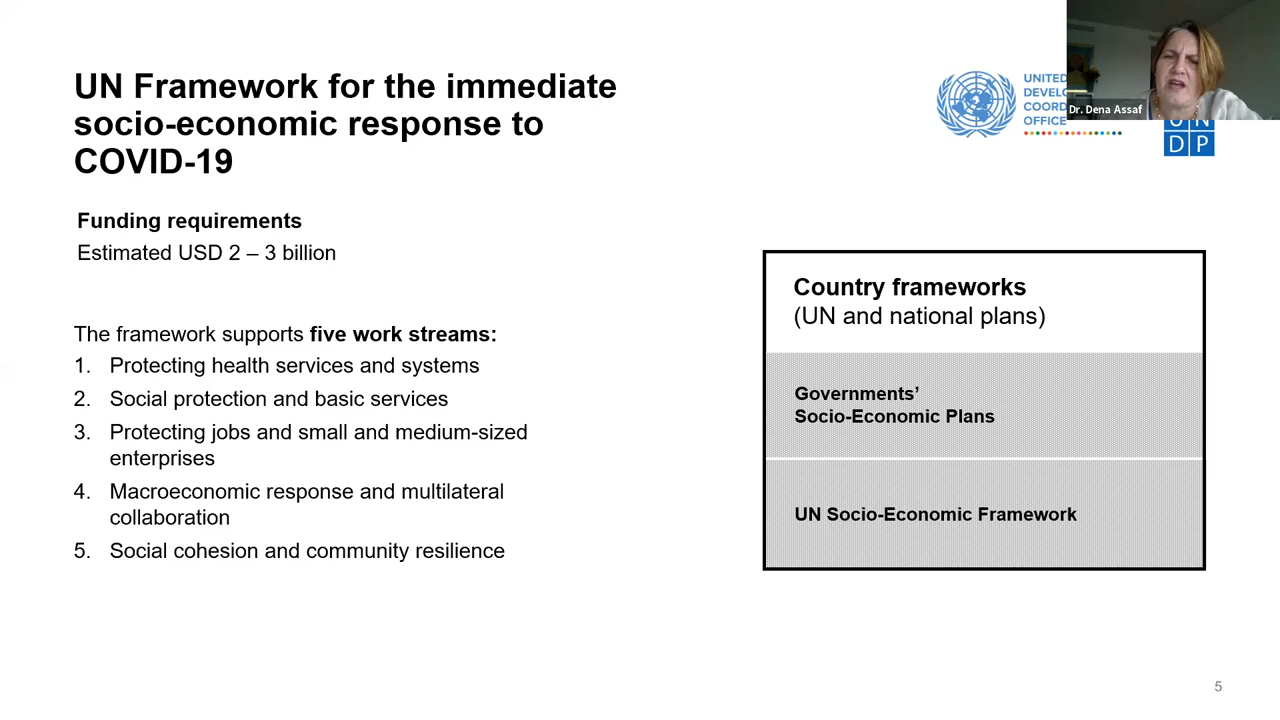 UN Framework for the immediate
socio-economic response to
COVID-19
UNITED
DEVEL
COORD
OFFICE
Dr. Dena Assaf
U N
D P
Funding requirements
Estimated USD 2 – 3 billion
The framework supports five work streams:
1. Protecting health services and systems
2. Social protection and basic services
3. Protecting jobs and small and medium-sized
enterprises
4. Macroeconomic response and multilateral
collaboration
5. Social cohesion and community resilience
Country frameworks
(UN and national plans)
Governments’
Socio-Economic Plans
UN Socio-Economic Framework
5